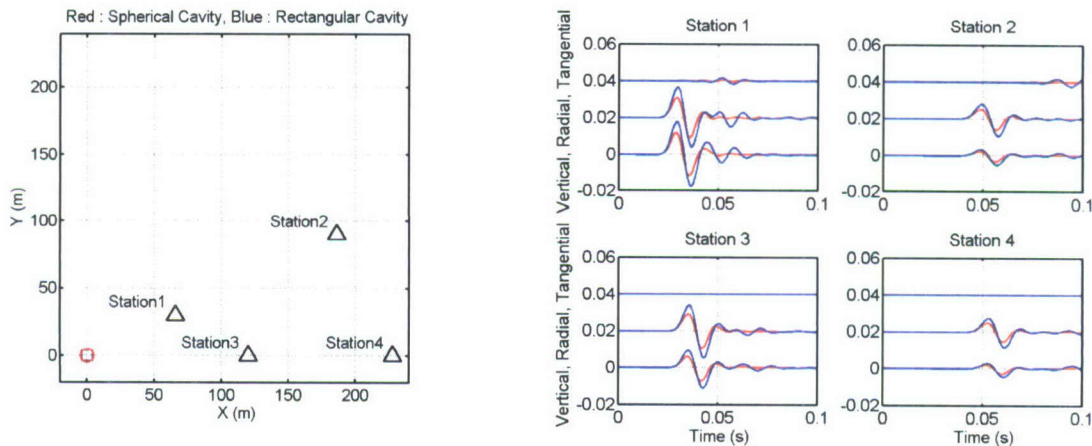 Red : Spherical Cavity, Blue : Rectangular Cavity
200
150
100
50
0
Y (m)
Station2
Station1
Station3
Station4
0 50 100 150 200
X (m)
Station 1
Vertical, Radial, Tangential
0.06
0.04
0.02
0
-0.02
0 0.05 0.1
Station 2
0.06
0.04
0.02
0
-0.02
0 0.05 0.1
Station 3
Vertical, Radial, Tangential
0.06
0.04
0.02
0
-0.02
0 0.05 0.1
Time (s)
Station 4
0.06
0.04
0.02
0
-0.02
0 0.05 0.1
Time (s)